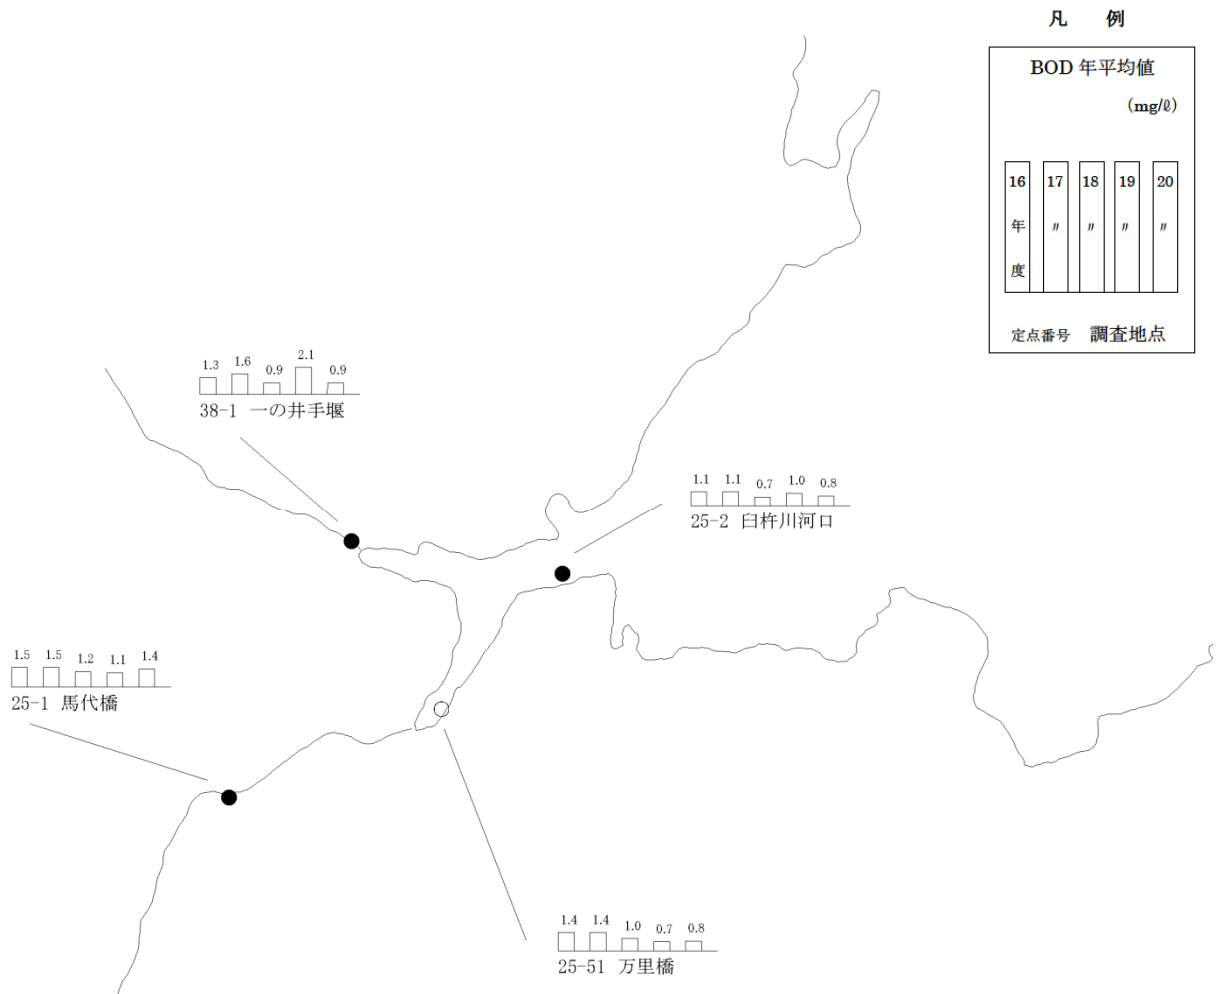 凡 例
BOD 年平均値
(mg/ℓ)
16 17 18 19 20
年 〃 〃 〃 〃
度
定点番号 調査地点
1.3 1.6 0.9 2.1 0.9
38-1 一の井手堰
1.1 1.1 0.7 1.0 0.8
25-2 臼杵川河口
1.5 1.5 1.2 1.1 1.4
25-1 馬代橋
1.4 1.4 1.0 0.7 0.8
25-51 万里橋